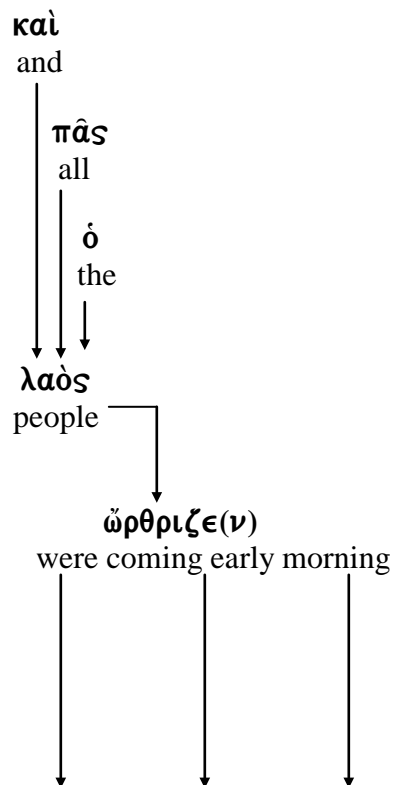 καὶ
and
πᾶς
all
ὁ
the
λαὸς
people
ὤρθριζε(ν)
were coming early morning